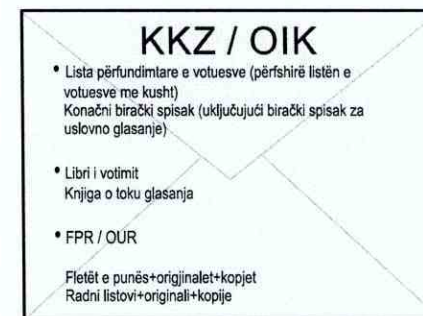 KKZ / OIK
• Lista përfundimtare e votuesve (përfshirë listën e
votuesve me kusht)
Konačni birački spisak (uključujući birački spisak za
uslovno glasanje)
• Libri i votimit
Knjiga o toku glasanja
• FPR / OUR
Fletët e punës+origjinalet+kopjet
Radni listovi+originali+kopije